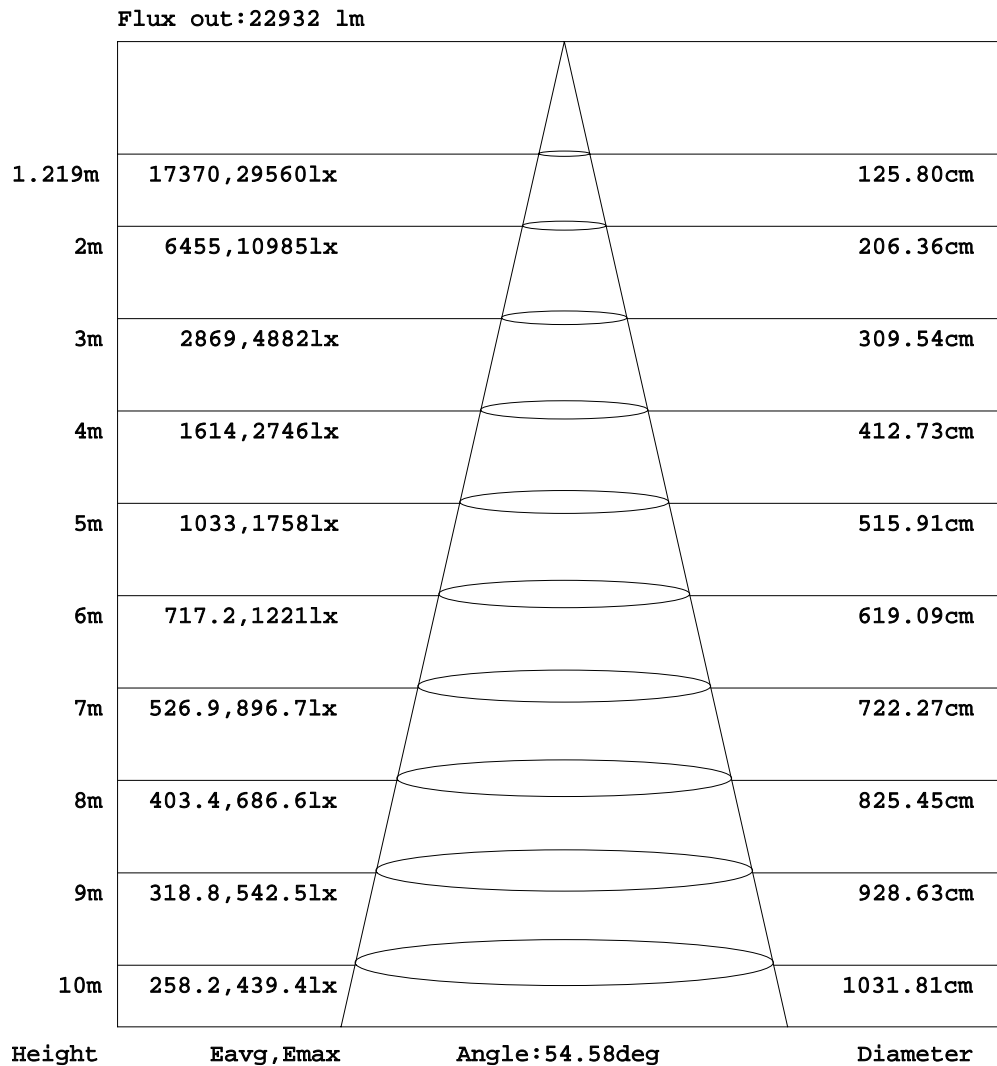 Flux out:22932 lm
1.219m 17370,29560lx 125.80cm
2m 6455,10985lx 206.36cm
3m 2869,4882lx 309.54cm
4m 1614,2746lx 412.73cm
5m 1033,1758lx 515.91cm
6m 717.2,1221lx 619.09cm
7m 526.9,896.7lx 722.27cm
8m 403.4,686.6lx 825.45cm
9m 318.8,542.5lx 928.63cm
10m 258.2,439.4lx 1031.81cm
Height Eavg,Emax Angle:54.58deg Diameter